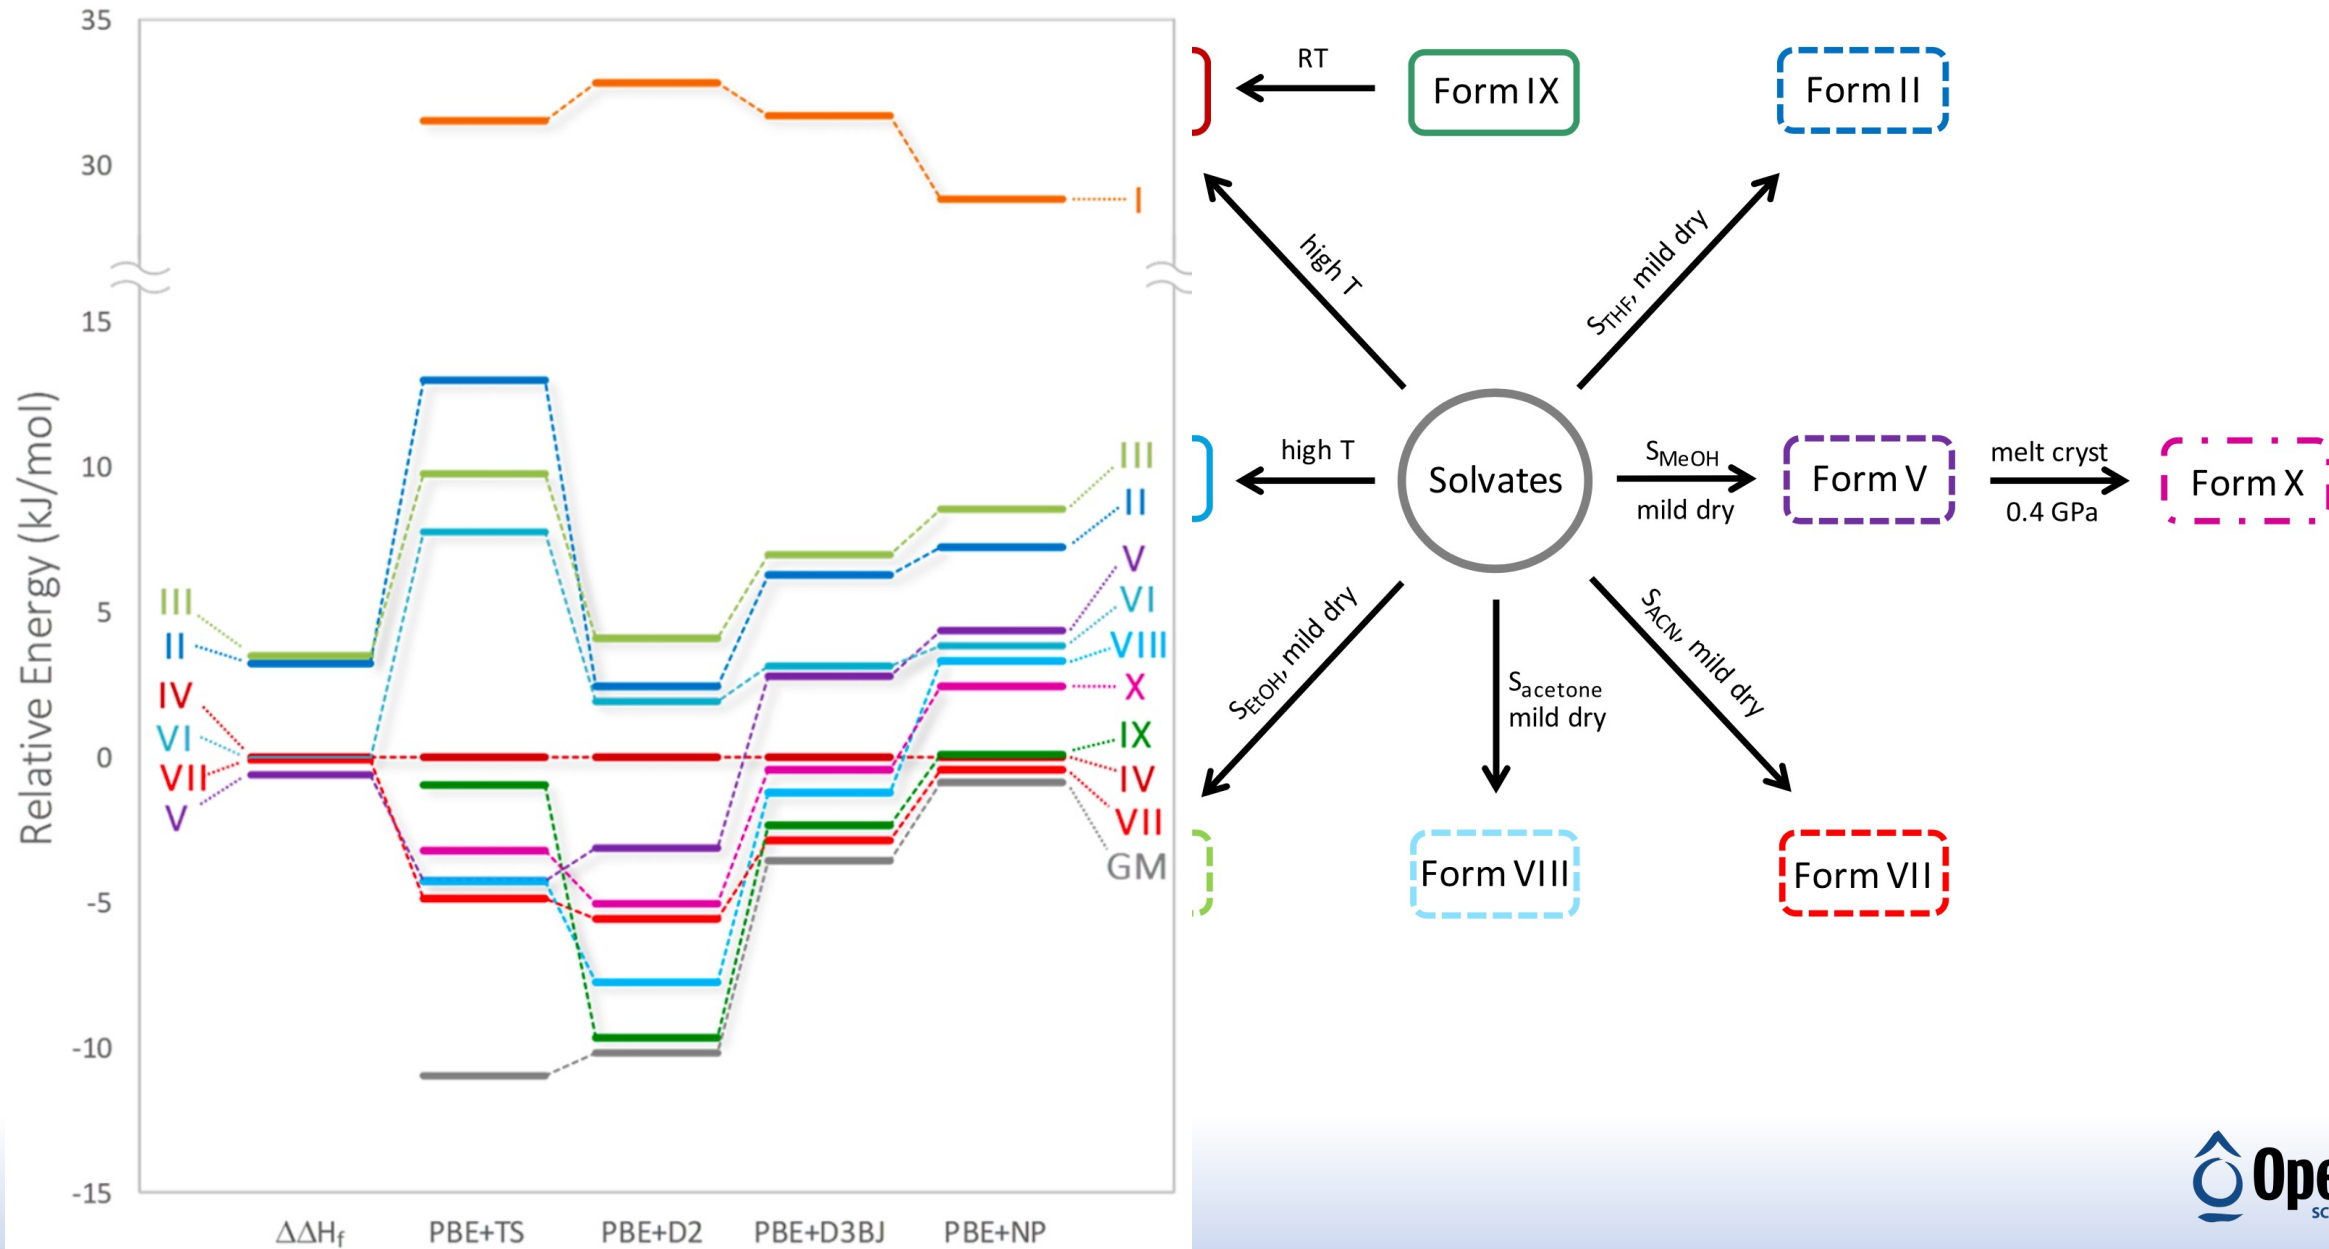 35
30
15
10
5
0
-5
-10
-15
Relative Energy (kJ/mol)
III
II
IV
VI
VII
V
I
III
II
V
VI
VIII
X
IX
IV
VII
GM
ΔΔHf
PBE+TS
PBE+D2
PBE+D3BJ
PBE+NP
RT
Form IX
Form II
high T
STHF, mild dry
high T
Solvates
SMeOH
mild dry
Form V
melt cryst
0.4 GPa
Form X
SEtOH, mild dry
Sacetone
mild dry
SACN, mild dry
Form VIII
Form VII